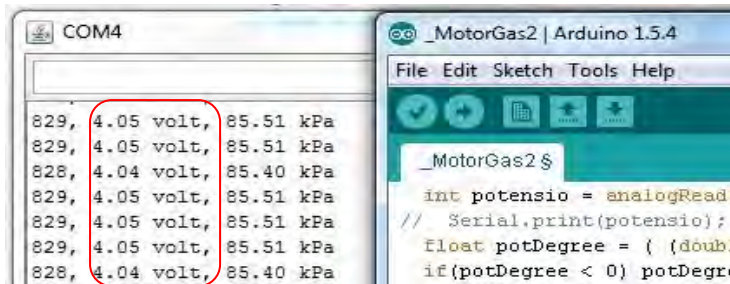 COM4
829, 4.05 volt, 85.51 kPa
829, 4.05 volt, 85.51 kPa
828, 4.04 volt, 85.40 kPa
829, 4.05 volt, 85.51 kPa
829, 4.05 volt, 85.51 kPa
829, 4.05 volt, 85.51 kPa
828, 4.04 volt, 85.40 kPa
_MotorGas2 | Arduino 1.5.4
File Edit Sketch Tools Help
_MotorGas2 §
int potensio = analogRead
// Serial.print(potensio);
float potDegree = ( (doub
if(potDegree < 0) potDegr